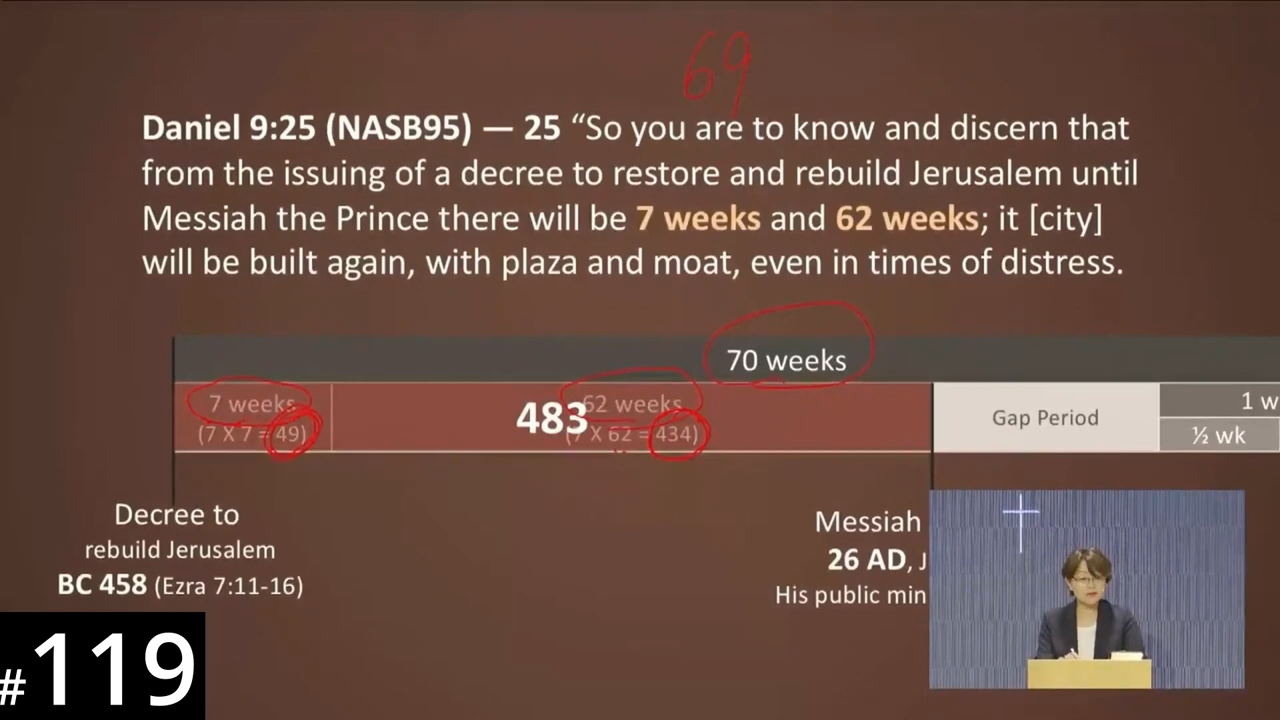 69
Daniel 9:25 (NASB95) — 25 “So you are to know and discern that
from the issuing of a decree to restore and rebuild Jerusalem until
Messiah the Prince there will be 7 weeks and 62 weeks; it [city]
will be built again, with plaza and moat, even in times of distress.
70 weeks
7 weeks
(7 X 7 = 49)
483
62 weeks
(7 X 62 = 434)
Gap Period
1 w
½ wk
Decree to
rebuild Jerusalem
BC 458 (Ezra 7:11-16)
Messiah
26 AD, J
His public min
#119